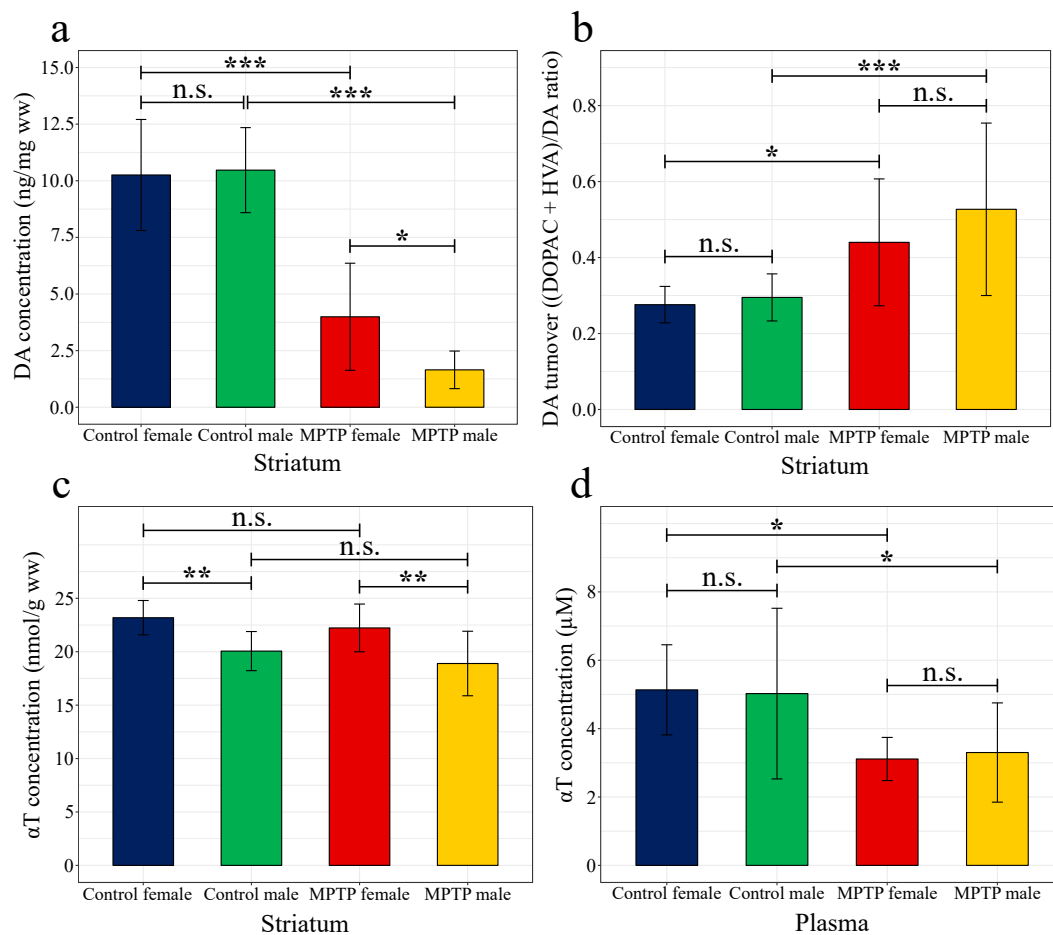 a
DA concentration (ng/mg ww)
15.0
12.5
10.0
7.5
5.0
2.5
0.0
***
n.s.
***
*
Control female
Control male
MPTP female
MPTP male
Striatum
b
DA turnover ((DOPAC + HVA)/DA ratio)
0.8
0.6
0.4
0.2
0.0
***
n.s.
*
n.s.
Control female
Control male
MPTP female
MPTP male
Striatum
c
αT concentration (nmol/g ww)
25
20
15
10
5
0
n.s.
n.s.
**
**
Control female
Control male
MPTP female
MPTP male
Striatum
d
αT concentration (µM)
8
6
4
2
0
*
*
n.s.
n.s.
Control female
Control male
MPTP female
MPTP male
Plasma